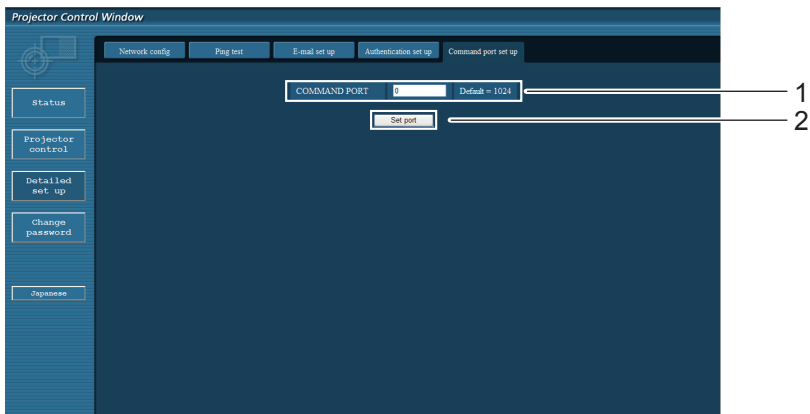 Projector Control Window
Network config
Ping test
E-mail set up
Authentication set up
Command port set up
COMMAND PORT 0 Default = 1024 1
Set port 2
Status
Projector
control
Detailed
set up
Change
password
Japanese